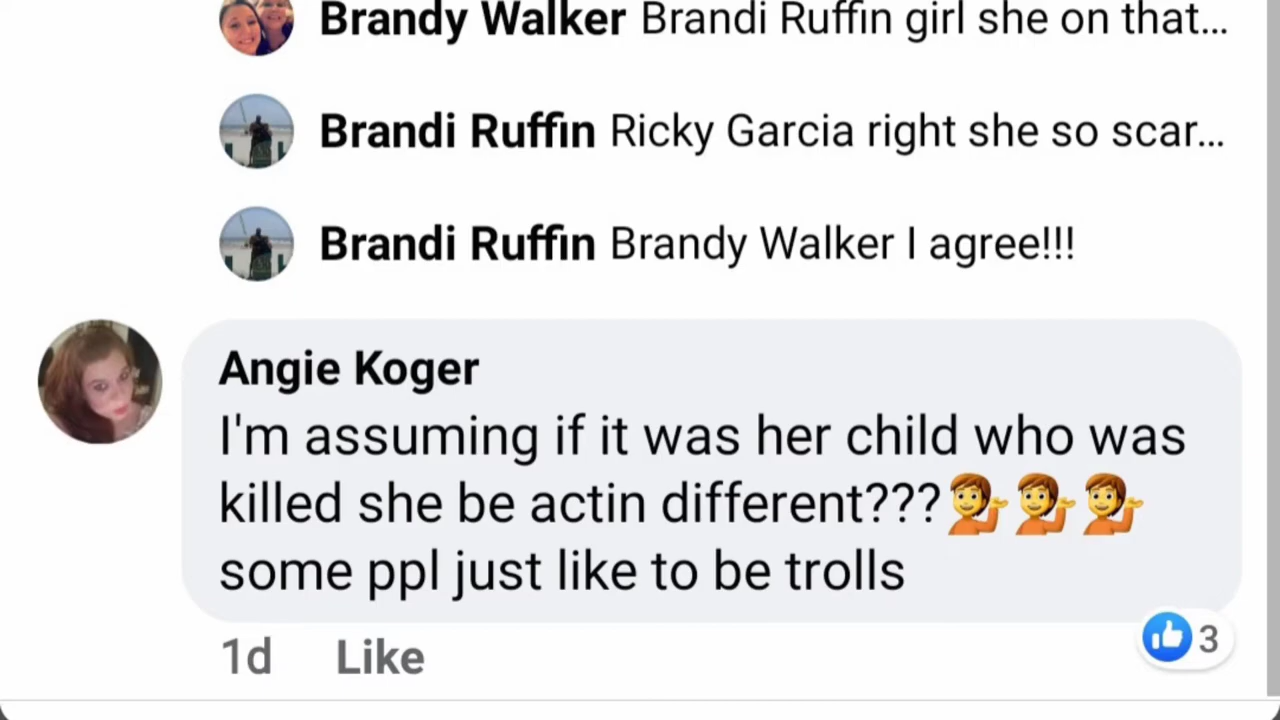 Brandy Walker Brandi Ruffin girl she on that...
Brandi Ruffin Ricky Garcia right she so scar...
Brandi Ruffin Brandy Walker I agree!!!
Angie Koger
I'm assuming if it was her child who was
killed she be actin different???💁💁💁
some ppl just like to be trolls
1d Like 3